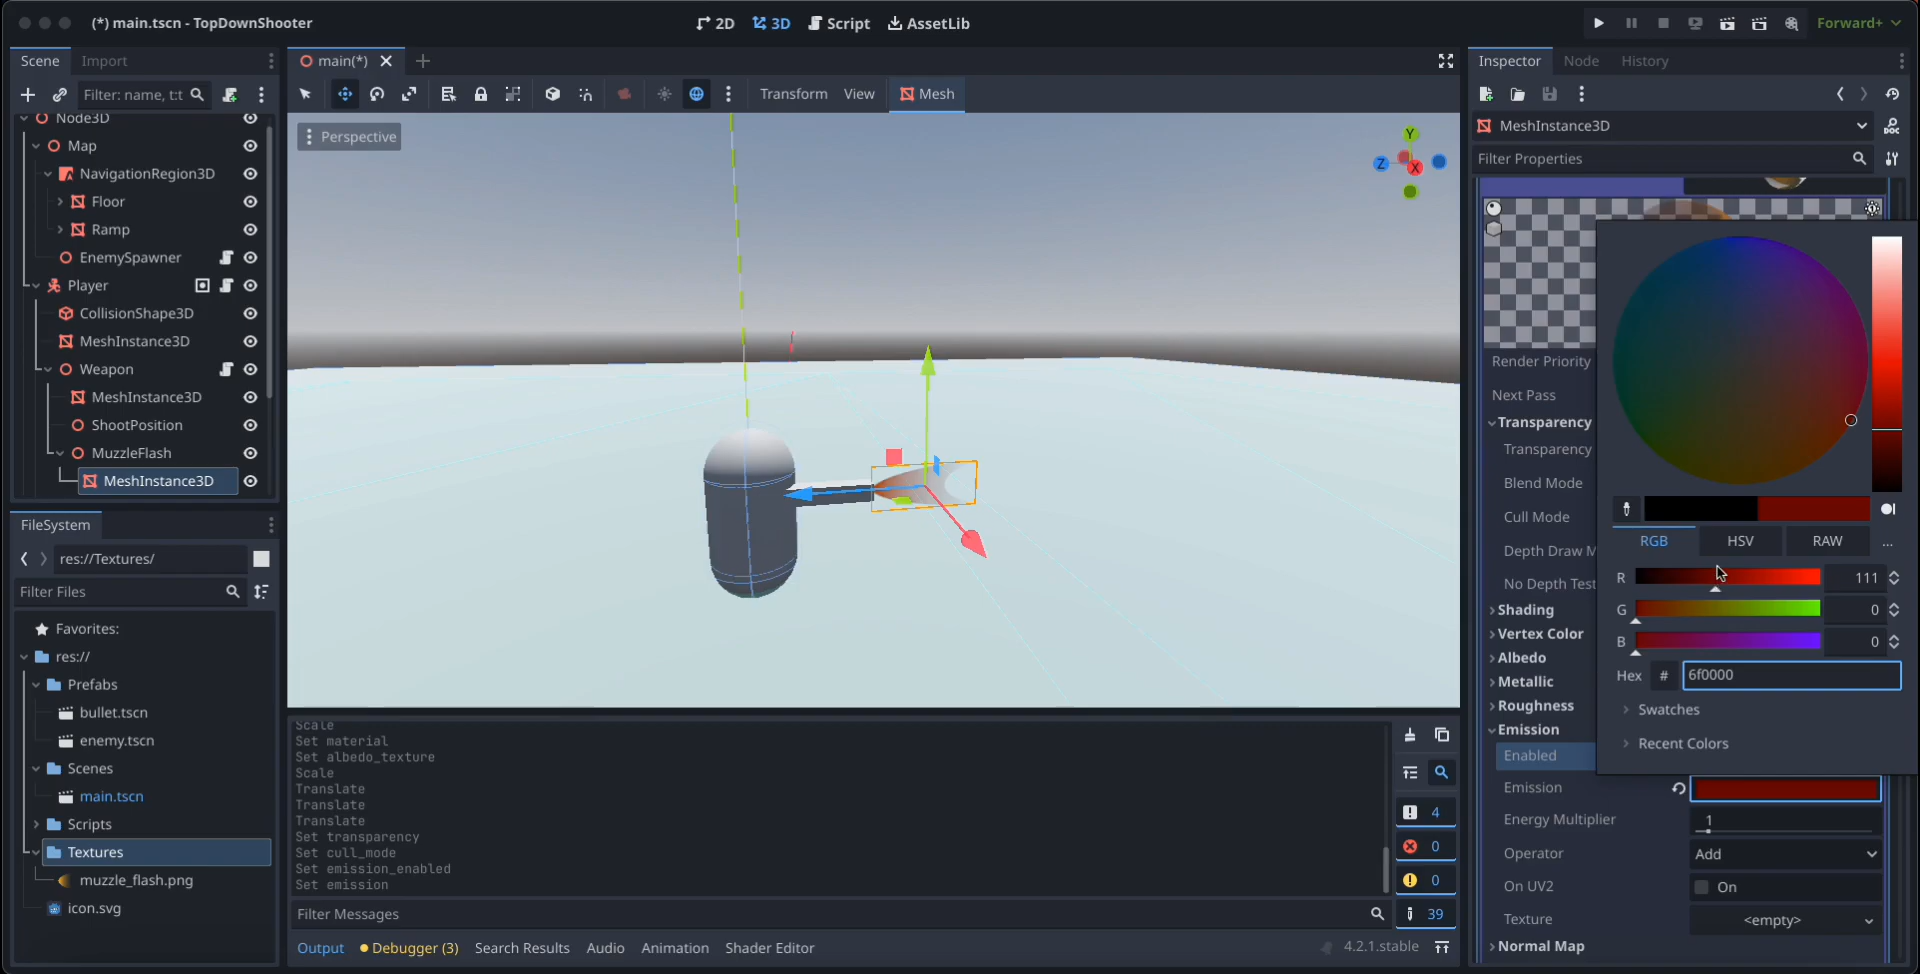 (*) main.tscn - TopDownShooter
2D
3D
Script
AssetLib
Forward+
Scene
Import
Filter: name, t:t
Node3D
Map
NavigationRegion3D
Floor
Ramp
EnemySpawner
Player
CollisionShape3D
MeshInstance3D
Weapon
MeshInstance3D
ShootPosition
MuzzleFlash
MeshInstance3D
FileSystem
res://Textures/
Filter Files
Favorites:
res://
Prefabs
bullet.tscn
enemy.tscn
Scenes
main.tscn
Scripts
Textures
muzzle_flash.png
icon.svg
main(*)
Transform
View
Mesh
Perspective
Y
Z
X
Scale
Set material
Set albedo_texture
Scale
Translate
Translate
Translate
Set transparency
Set cull_mode
Set emission_enabled
Set emission
4
0
0
39
Filter Messages
Output
Debugger (3)
Search Results
Audio
Animation
Shader Editor
4.2.1.stable
Inspector
Node
History
MeshInstance3D
Filter Properties
Render Priority
Next Pass
Transparency
Transparency
Blend Mode
Cull Mode
Depth Draw M
No Depth Test
Shading
Vertex Color
Albedo
Metallic
Roughness
Emission
Enabled
Emission
Energy Multiplier
1
Operator
Add
On UV2
On
Texture
<empty>
Normal Map
RGB
HSV
RAW
...
R
111
G
0
B
0
Hex
#
6f0000
Swatches
Recent Colors